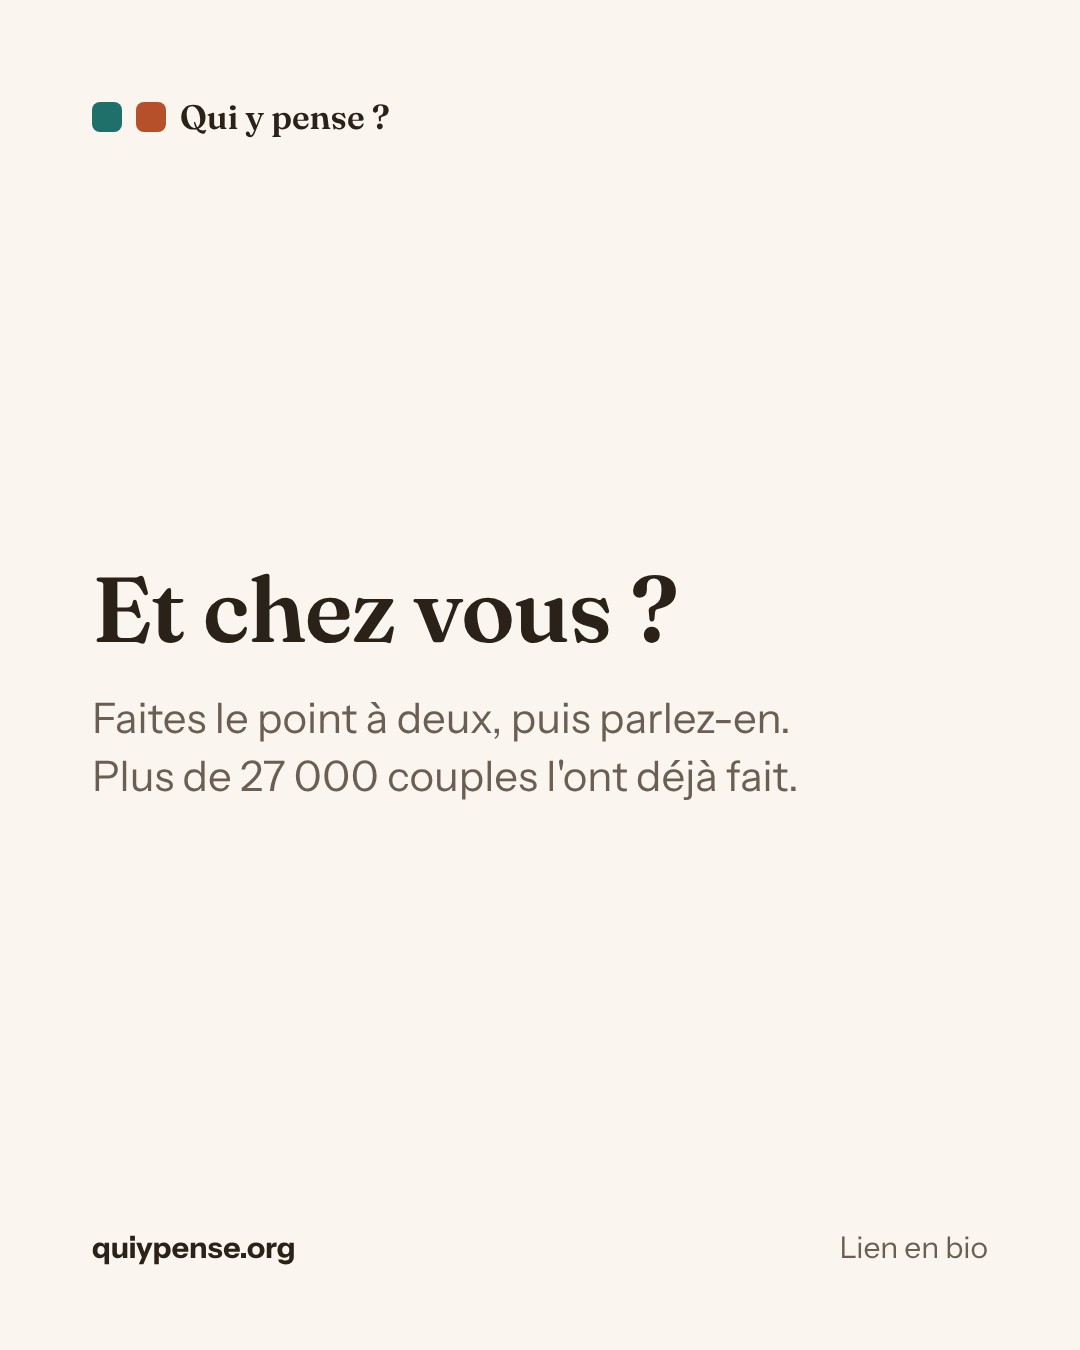 Qui y pense ?
Et chez vous ?
Faites le point à deux, puis parlez-en.
Plus de 27 000 couples l'ont déjà fait.
quiypense.org
Lien en bio